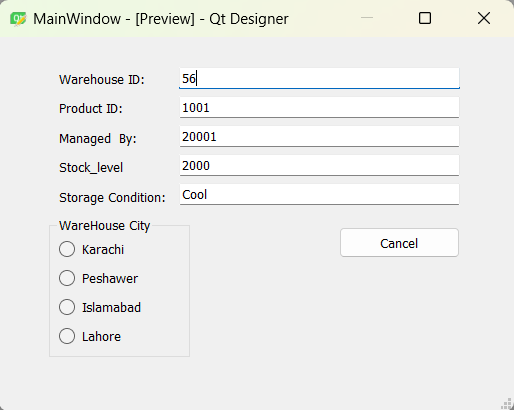 MainWindow - [Preview] - Qt Designer
Warehouse ID: 56
Product ID: 1001
Managed By: 20001
Stock_level 2000
Storage Condition: Cool
WareHouse City
Karachi
Cancel
Peshawer
Islamabad
Lahore